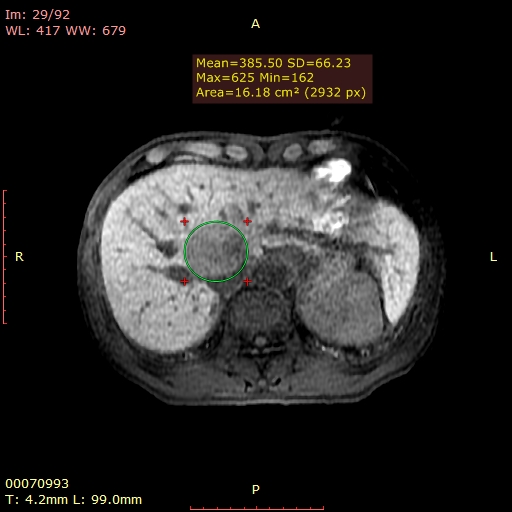 Im: 29/92
WL: 417 WW: 679
A
Mean=385.50 SD=66.23
Max=625 Min=162
Area=16.18 cm² (2932 px)
R
L
00070993
T: 4.2mm L: 99.0mm
P